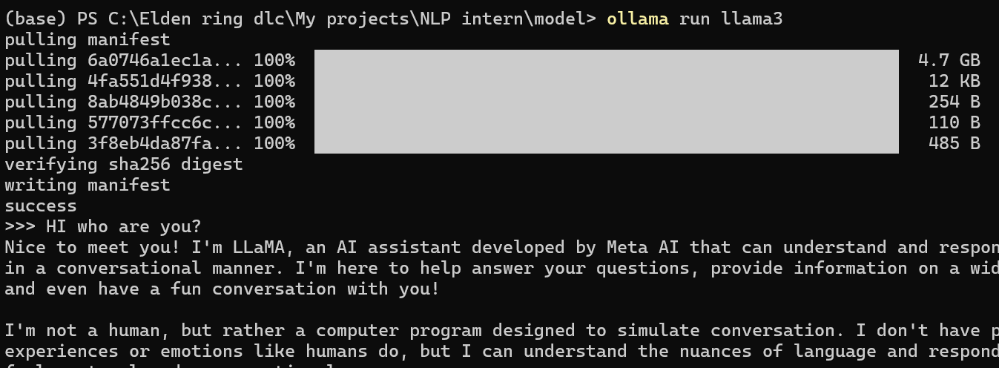 (base) PS C:\Elden ring dlc\My projects\NLP intern\model> ollama run llama3
pulling manifest
pulling 6a0746a1ec1a... 100% 4.7 GB
pulling 4fa551d4f938... 100% 12 KB
pulling 8ab4849b038c... 100% 254 B
pulling 577073ffcc6c... 100% 110 B
pulling 3f8eb4da87fa... 100% 485 B
verifying sha256 digest
writing manifest
success
>>> HI who are you?
Nice to meet you! I'm LLaMA, an AI assistant developed by Meta AI that can understand and respon
in a conversational manner. I'm here to help answer your questions, provide information on a wid
and even have a fun conversation with you!
I'm not a human, but rather a computer program designed to simulate conversation. I don't have p
experiences or emotions like humans do, but I can understand the nuances of language and respond